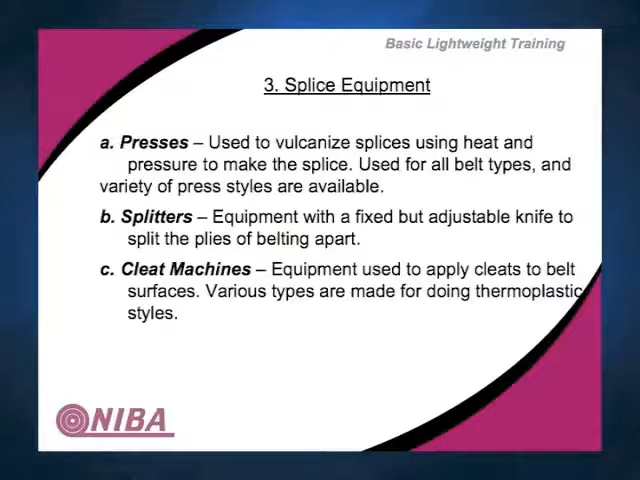 Basic Lightweight Training
3. Splice Equipment
a. Presses – Used to vulcanize splices using heat and
pressure to make the splice. Used for all belt types, and
variety of press styles are available.
b. Splitters – Equipment with a fixed but adjustable knife to
split the plies of belting apart.
c. Cleat Machines – Equipment used to apply cleats to belt
surfaces. Various types are made for doing thermoplastic
styles.
NIBA